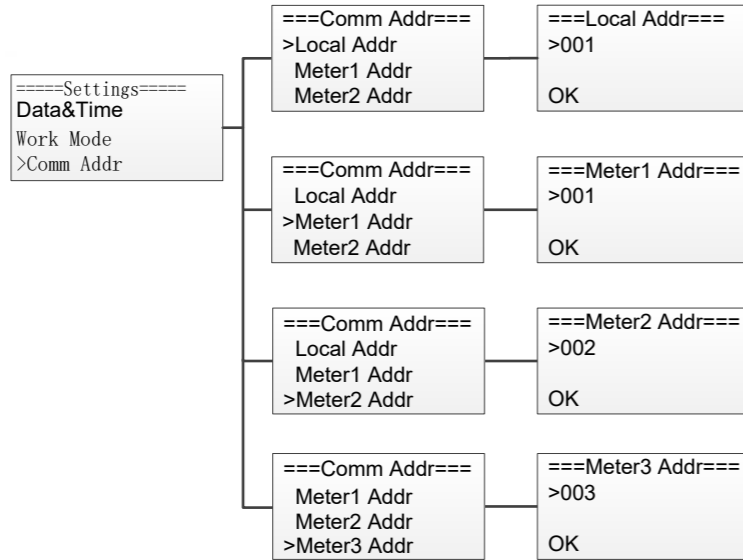 =====Settings=====
Data&Time
Work Mode
>Comm Addr
===Comm Addr===
>Local Addr
Meter1 Addr
Meter2 Addr
===Local Addr===
>001
OK
===Comm Addr===
Local Addr
>Meter1 Addr
Meter2 Addr
===Meter1 Addr===
>001
OK
===Comm Addr===
Local Addr
Meter1 Addr
>Meter2 Addr
===Meter2 Addr===
>002
OK
===Comm Addr===
Meter1 Addr
Meter2 Addr
>Meter3 Addr
===Meter3 Addr===
>003
OK